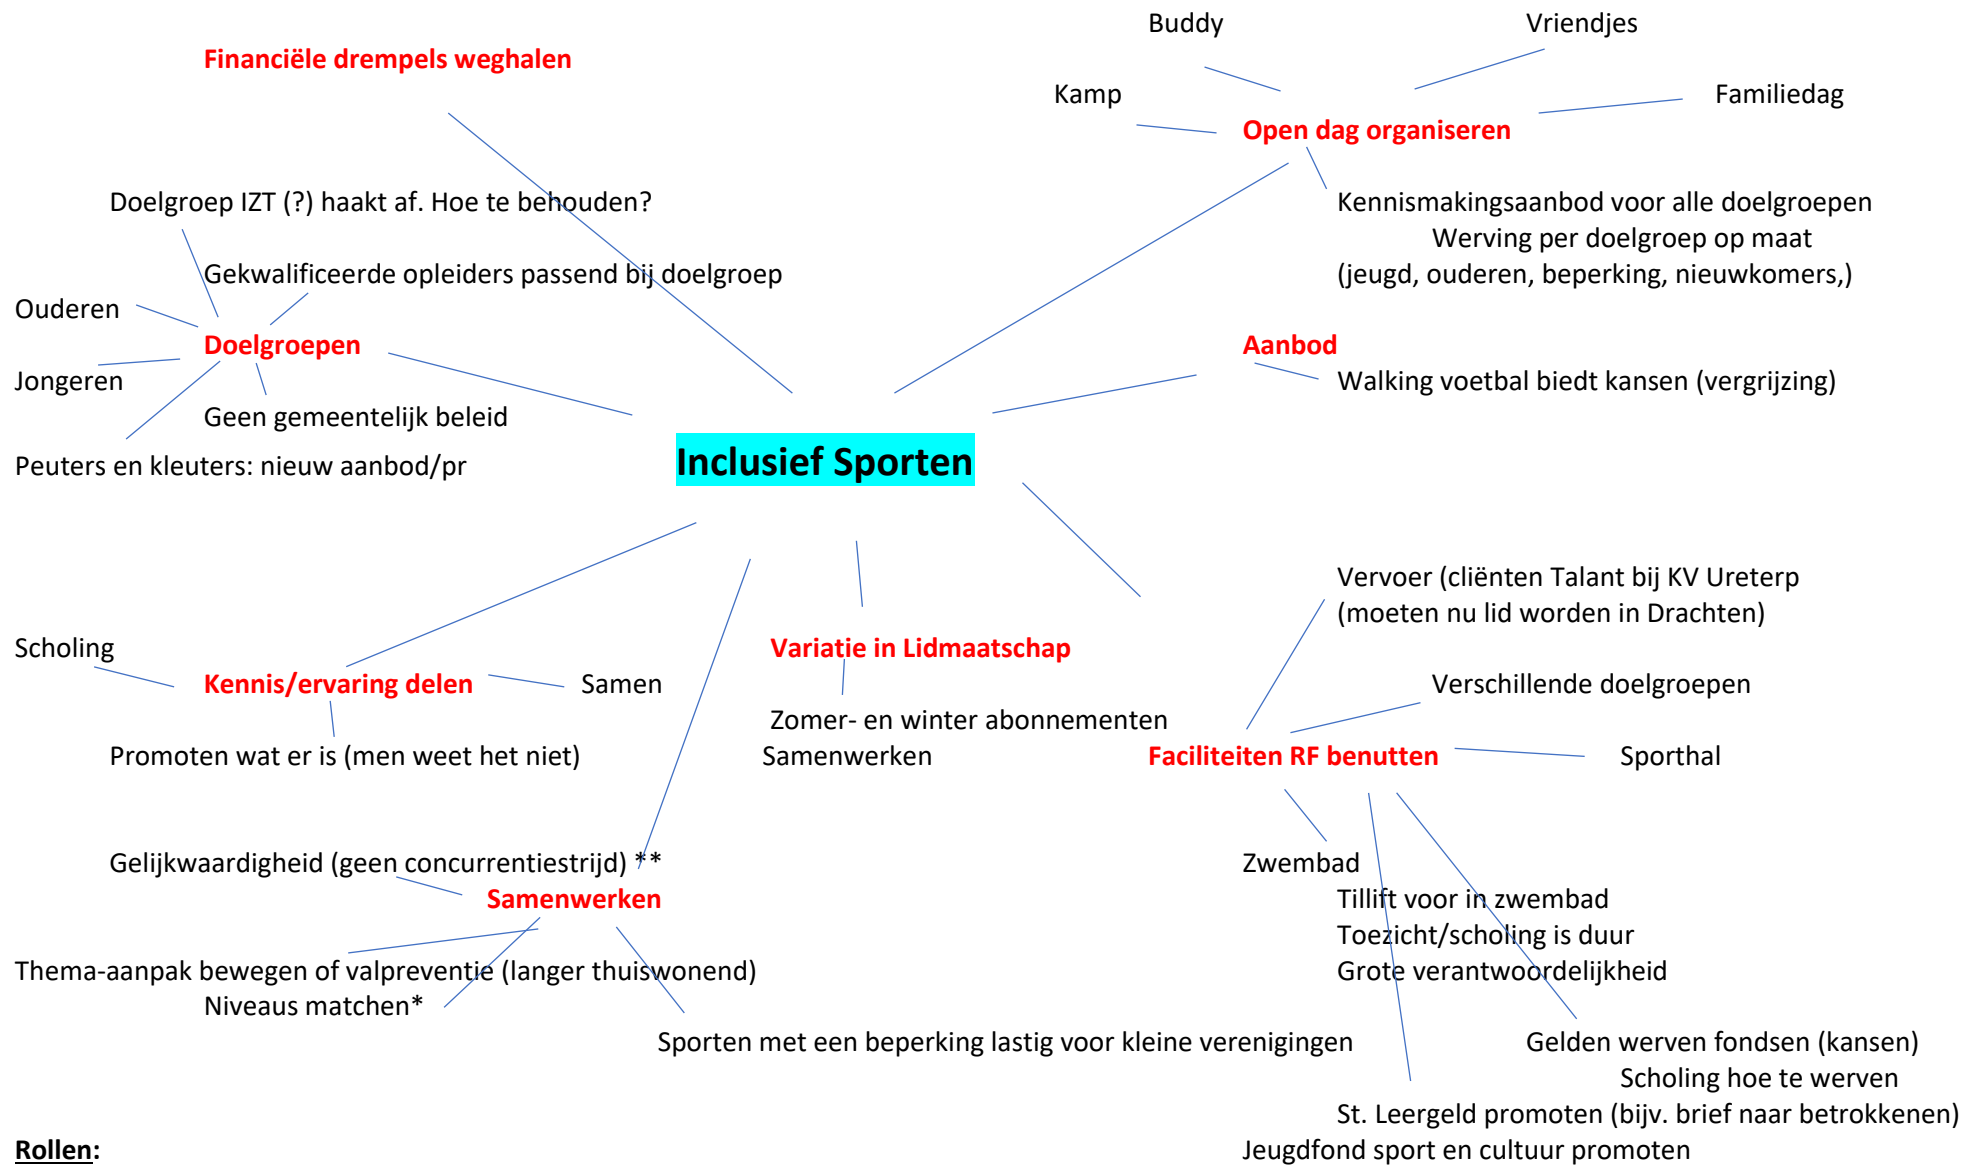 Buddy
Vriendjes
Financiële drempels weghalen
Kamp
Familiedag
Open dag organiseren
Doelgroep IZT (?) haakt af. Hoe te behouden?
Kennismakingsaanbod voor alle doelgroepen
Werving per doelgroep op maat
Gekwalificeerde opleiders passend bij doelgroep
(jeugd, ouderen, beperking, nieuwkomers,)
Ouderen
Doelgroepen
Aanbod
Jongeren
Walking voetbal biedt kansen (vergrijzing)
Geen gemeentelijk beleid
Peuters en kleuters: nieuw aanbod/pr
Inclusief Sporten
Vervoer (cliënten Talant bij KV Ureterp
(moeten nu lid worden in Drachten)
Scholing
Variatie in Lidmaatschap
Kennis/ervaring delen
Samen
Verschillende doelgroepen
Zomer- en winter abonnementen
Promoten wat er is (men weet het niet)
Samenwerken
Faciliteiten RF benutten
Sporthal
Gelijkwaardigheid (geen concurrentiestrijd) **
Zwembad
Samenwerken
Tillift voor in zwembad
Toezicht/scholing is duur
Thema-aanpak bewegen of valpreventie (langer thuiswonend)
Grote verantwoordelijkheid
Niveaus matchen*
Sporten met een beperking lastig voor kleine verenigingen
Gelden werven fondsen (kansen)
Scholing hoe te werven
St. Leergeld promoten (bijv. brief naar betrokkenen)
Rollen:
Jeugdfond sport en cultuur promoten